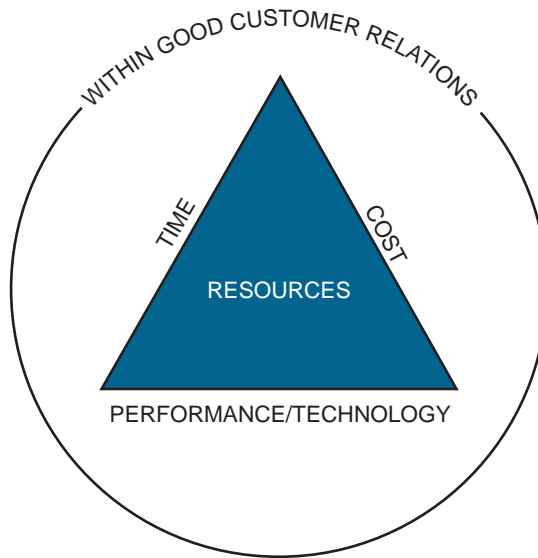 WITHIN GOOD CUSTOMER RELATIONS
TIME
COST
RESOURCES
PERFORMANCE/TECHNOLOGY